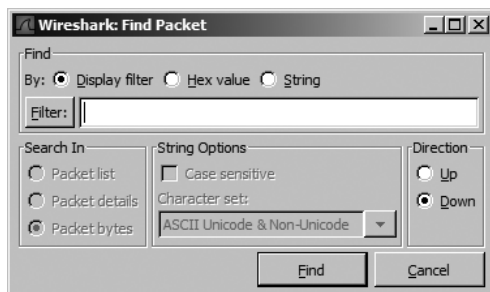 Wireshark: Find Packet
Find
By: Display filter Hex value String
Filter:
Search In
Packet list
Packet details
Packet bytes
String Options
Case sensitive
Character set:
ASCII Unicode & Non-Unicode
Direction
Up
Down
Find Cancel